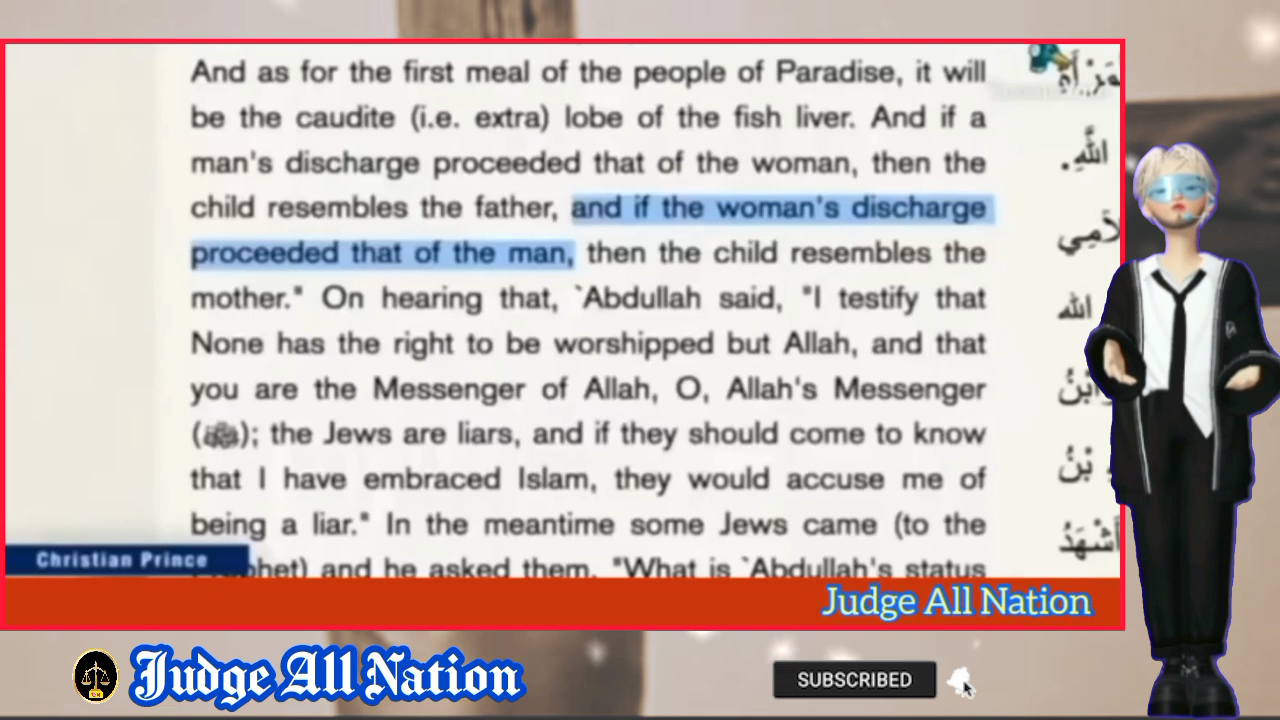 And as for the first meal of the people of Paradise, it will
be the caudite (i.e. extra) lobe of the fish liver. And if a
man's discharge proceeded that of the woman, then the
child resembles the father, and if the woman's discharge
proceeded that of the man, then the child resembles the
mother." On hearing that, `Abdullah said, "I testify that
None has the right to be worshipped but Allah, and that
you are the Messenger of Allah, O, Allah's Messenger
(ﷺ); the Jews are liars, and if they should come to know
that I have embraced Islam, they would accuse me of
being a liar." In the meantime some Jews came (to the
and he asked them. "What is `Abdullah's status
اللَّهِ.
الله
بْنُ
Christian Prince
Judge All Nation
Judge All Nation
SUBSCRIBED